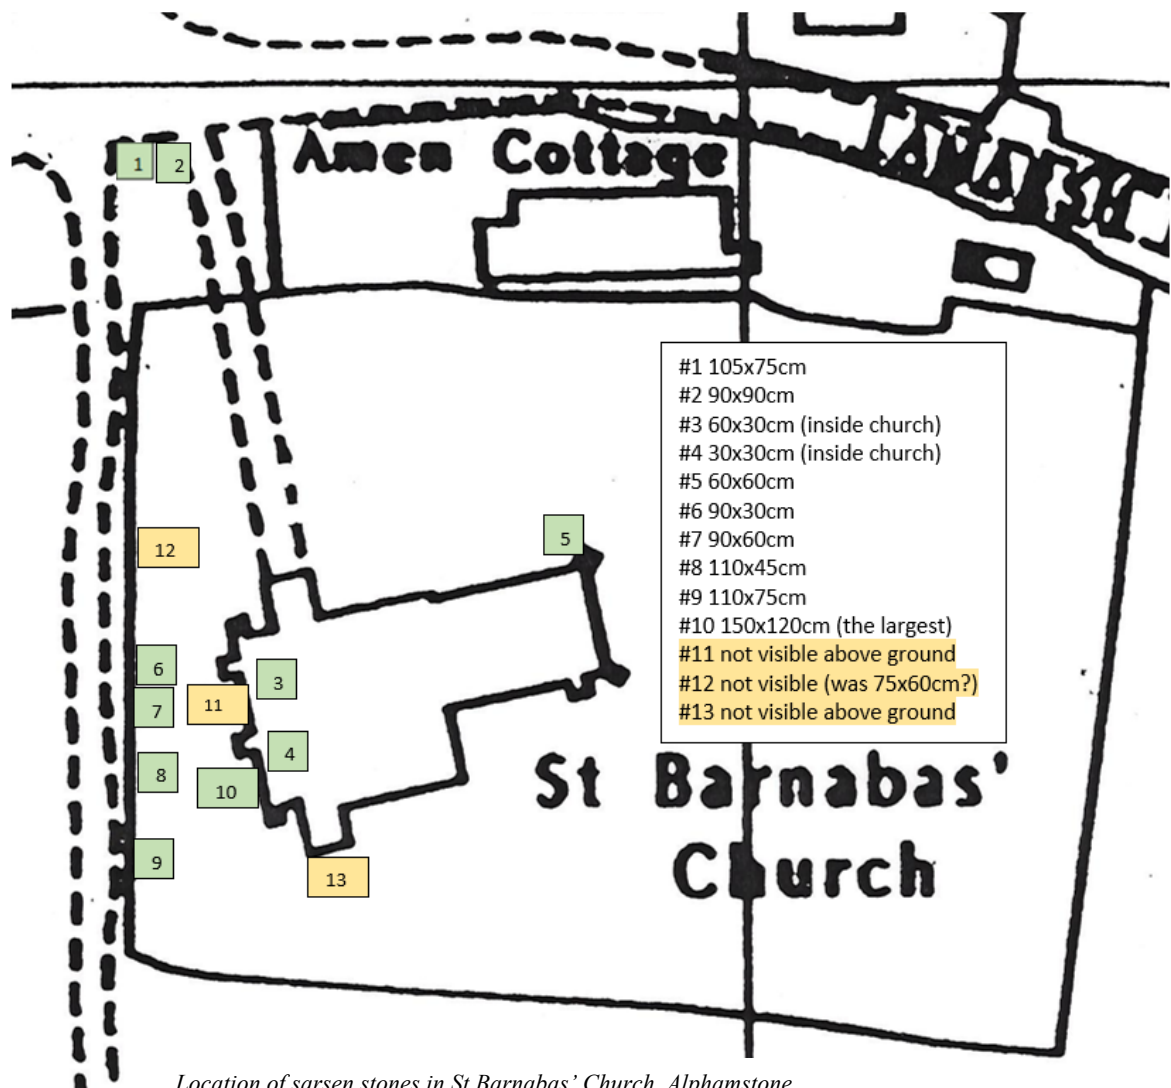 Amen Cottage
1
2
#1 105x75cm
#2 90x90cm
#3 60x30cm (inside church)
#4 30x30cm (inside church)
#5 60x60cm
#6 90x30cm
#7 90x60cm
#8 110x45cm
#9 110x75cm
#10 150x120cm (the largest)
#11 not visible above ground
#12 not visible (was 75x60cm?)
#13 not visible above ground
12
5
6
3
7
11
4
8
10
9
13
St Barnabas'
Church
Location of sarsen stones in St Barnabas' Church, Alphamstone